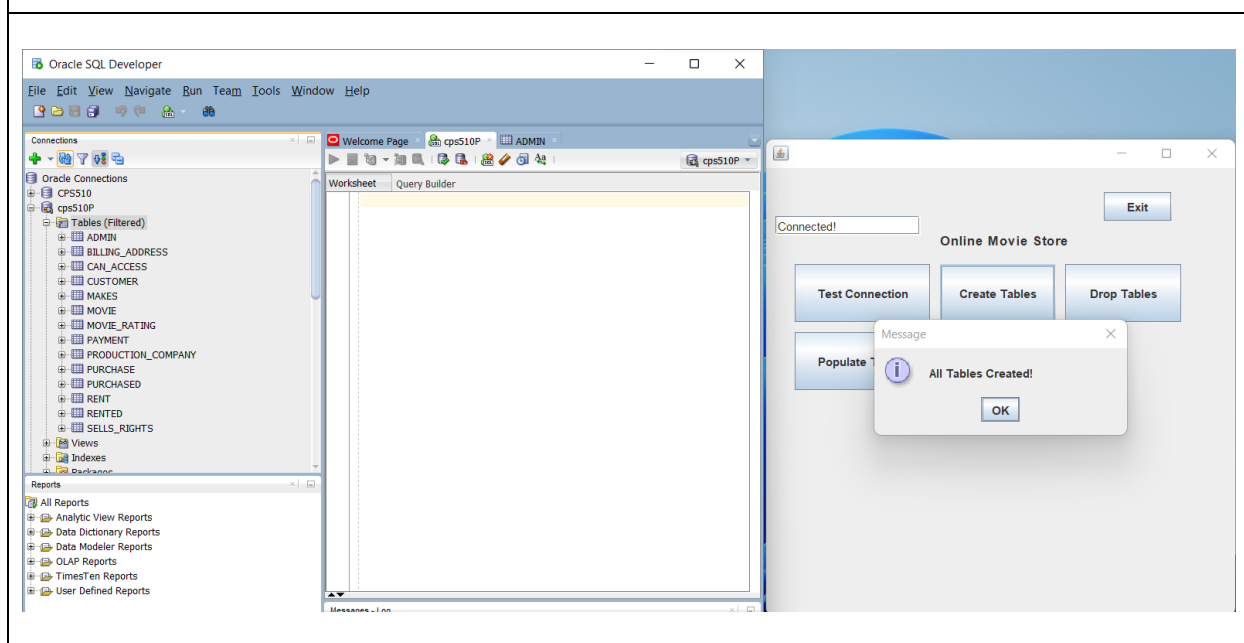 Oracle SQL Developer
File Edit View Navigate Run Team Tools Window Help
Connections
Oracle Connections
CPS510
cps510P
Tables (Filtered)
ADMIN
BILLING_ADDRESS
CAN_ACCESS
CUSTOMER
MAKES
MOVIE
MOVIE_RATING
PAYMENT
PRODUCTION_COMPANY
PURCHASE
PURCHASED
RENT
RENTED
SELLS_RIGHTS
Views
Indexes
Packages
Reports
All Reports
Analytic View Reports
Data Dictionary Reports
Data Modeler Reports
OLAP Reports
TimesTen Reports
User Defined Reports
Welcome Page cps510P ADMIN
cps510P
Worksheet Query Builder
Messages - Log
Exit
Connected!
Online Movie Store
Test Connection Create Tables Drop Tables
Populate
Message
All Tables Created!
OK